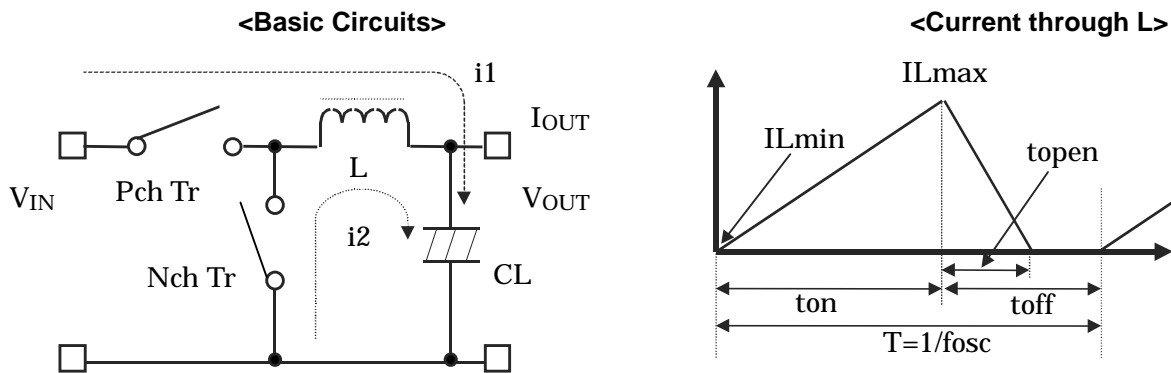 <Basic Circuits>
i1
IOUT
L
VIN
Pch Tr
VOUT
i2
Nch Tr
CL
<Current through L>
ILmax
ILmin
topen
ton
toff
T=1/fosc